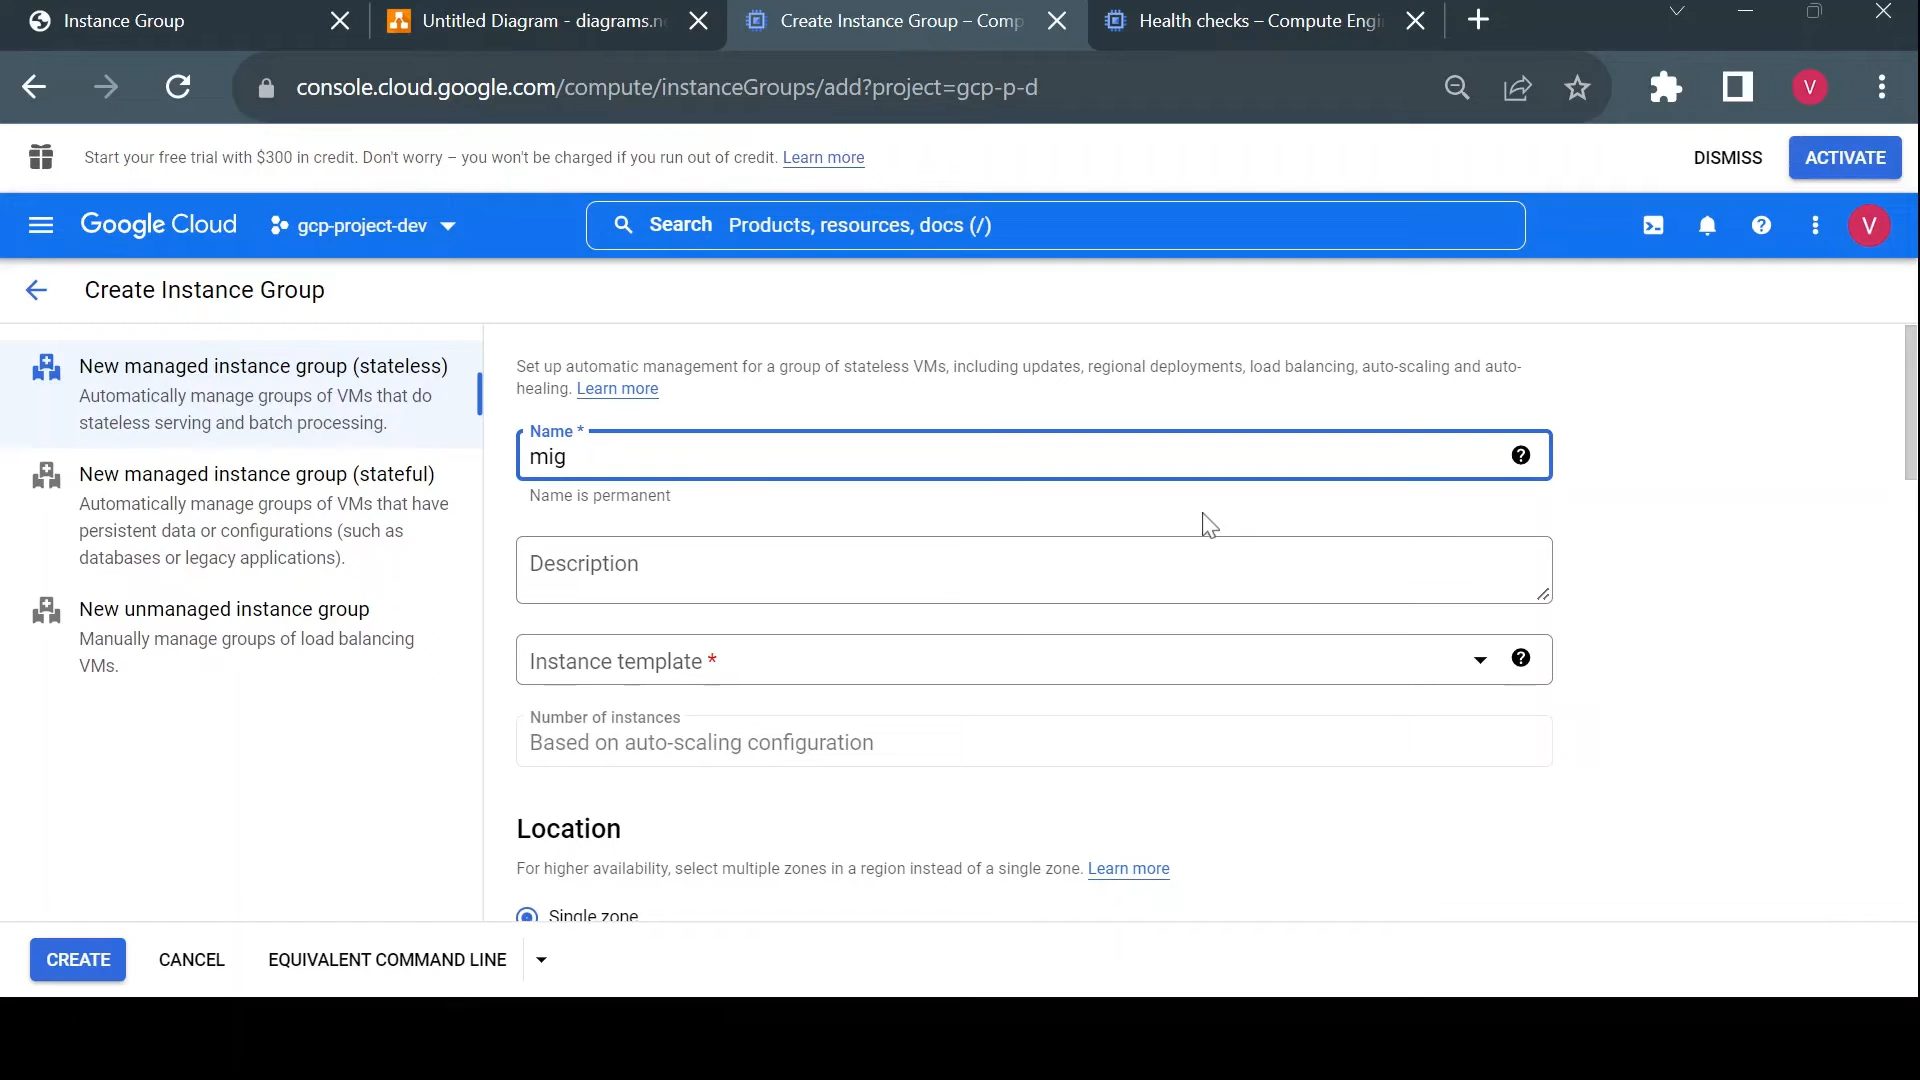 Instance Group
Untitled Diagram - diagrams.n
Create Instance Group – Comp
Health checks – Compute Engi
console.cloud.google.com/compute/instanceGroups/add?project=gcp-p-d
V
Start your free trial with $300 in credit. Don't worry – you won't be charged if you run out of credit. Learn more
DISMISS
ACTIVATE
Google Cloud
gcp-project-dev
Search Products, resources, docs (/)
V
Create Instance Group
New managed instance group (stateless)
Automatically manage groups of VMs that do
stateless serving and batch processing.
New managed instance group (stateful)
Automatically manage groups of VMs that have
persistent data or configurations (such as
databases or legacy applications).
New unmanaged instance group
Manually manage groups of load balancing
VMs.
Set up automatic management for a group of stateless VMs, including updates, regional deployments, load balancing, auto-scaling and auto-
healing. Learn more
Name *
mig
Name is permanent
Description
Instance template *
Number of instances
Based on auto-scaling configuration
Location
For higher availability, select multiple zones in a region instead of a single zone. Learn more
Single zone
CREATE
CANCEL
EQUIVALENT COMMAND LINE